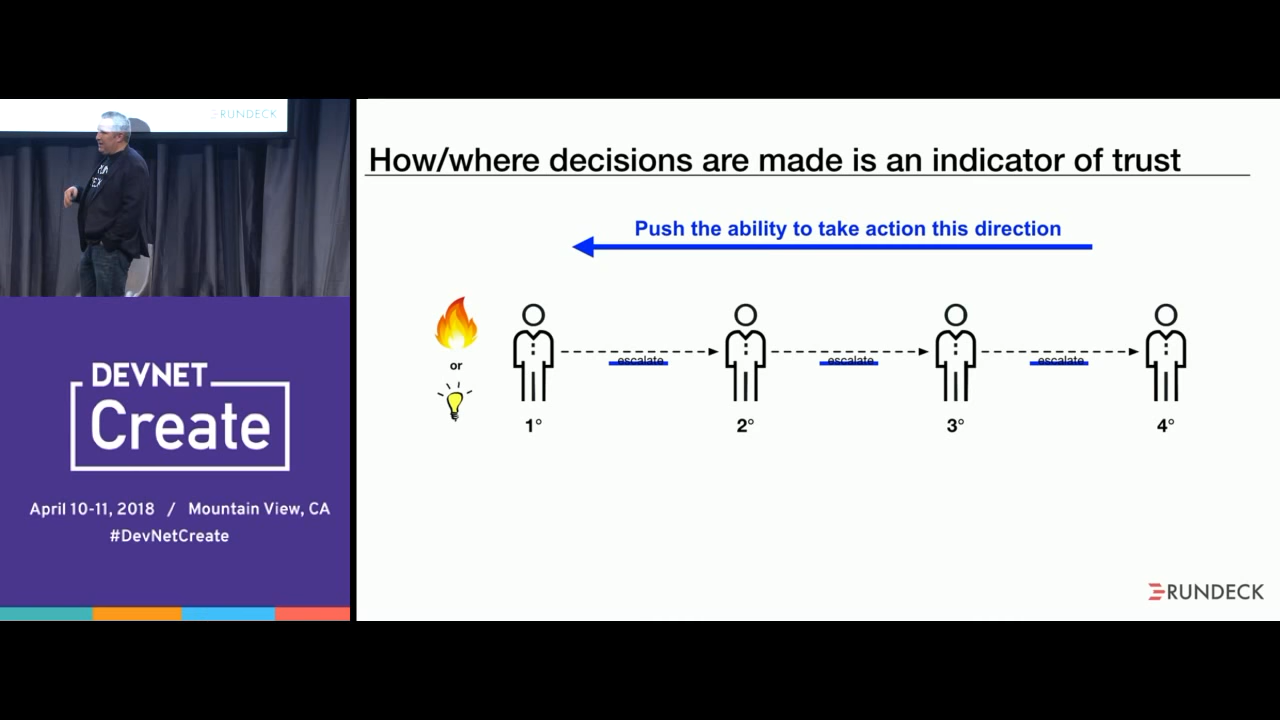 RUNDECK
DEVNET
Create
April 10-11, 2018 / Mountain View, CA
#DevNetCreate
How/where decisions are made is an indicator of trust
Push the ability to take action this direction
or
escalate
escalate
escalate
1°
2°
3°
4°
RUNDECK